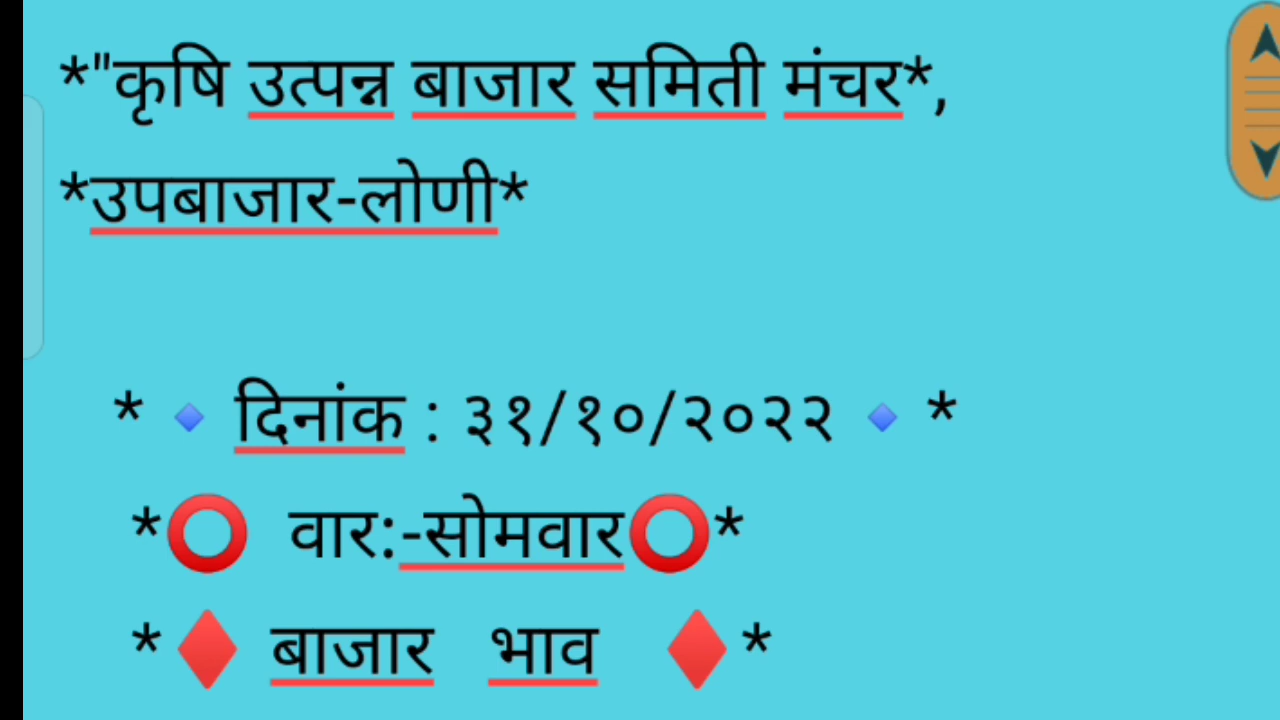 *"कृषि उत्पन्न बाजार समिती मंचर*,
*उपबाजार-लोणी*
*🔹 दिनांक : ३१/१०/२०२२ 🔹*
*⭕ वार:-सोमवार⭕*
*♦️ बाजार भाव ♦️*